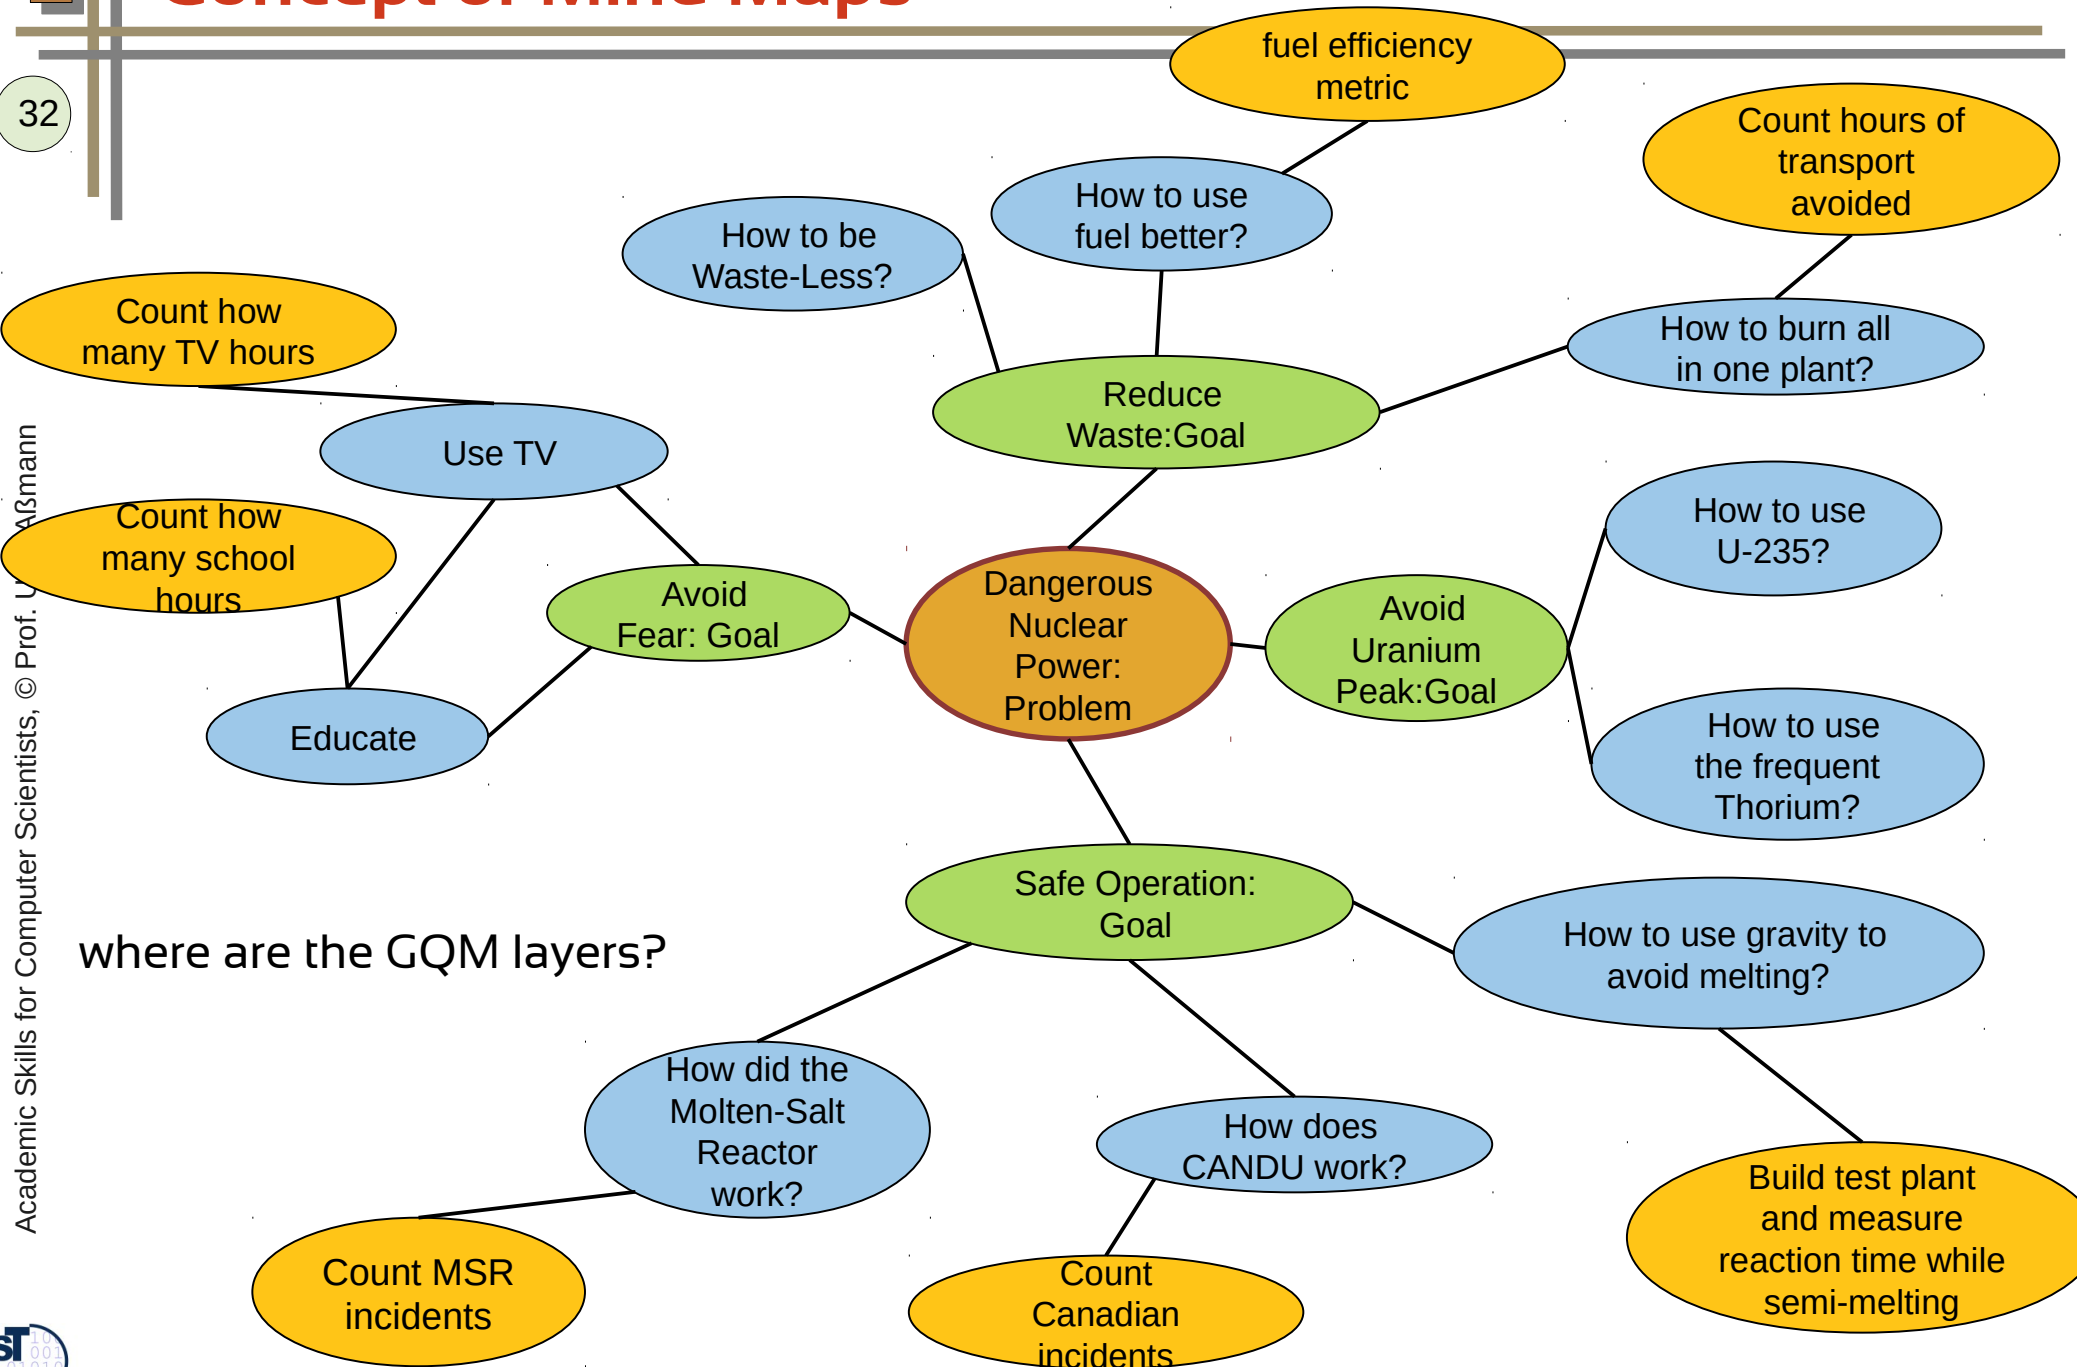 Concept of Mind Maps
32
fuel efficiency
metric
Count hours of
transport
avoided
How to use
fuel better?
How to be
Waste-Less?
Count how
many TV hours
How to burn all
in one plant?
Reduce
Waste:Goal
Use TV
How to use
U-235?
Count how
many school
hours
Avoid
Fear: Goal
Dangerous
Nuclear
Power:
Problem
Avoid
Uranium
Peak:Goal
Educate
How to use
the frequent
Thorium?
Safe Operation:
Goal
How to use gravity to
avoid melting?
where are the GQM layers?
How did the
Molten-Salt
Reactor
work?
How does
CANDU work?
Build test plant
and measure
reaction time while
semi-melting
Count MSR
incidents
Count
Canadian
incidents
Academic Skills for Computer Scientists, © Prof. U. Aßmann